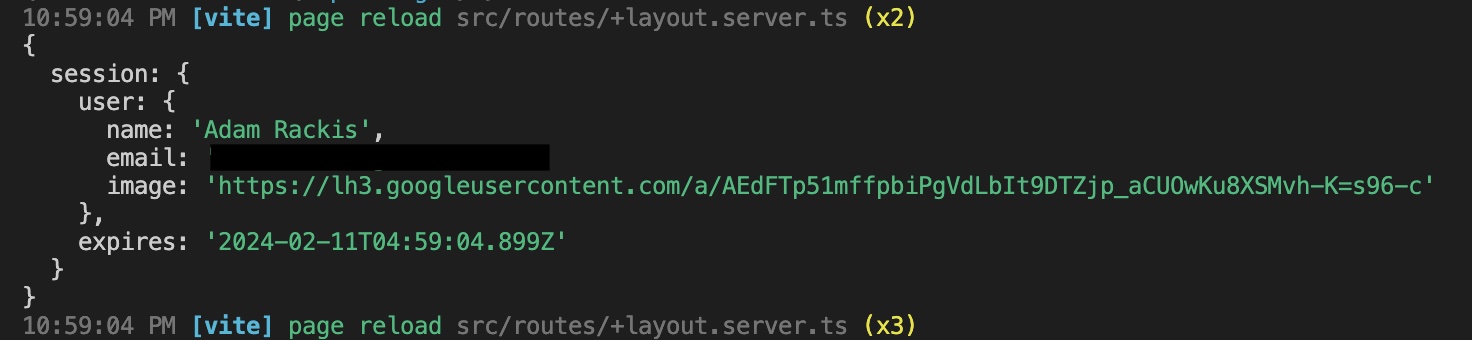 10:59:04 PM [vite] page reload src/routes/+layout.server.ts (x2)
{
  session: {
    user: {
      name: 'Adam Rackis',
      email:
      image: 'https://lh3.googleusercontent.com/a/AEdFTp51mffpbiPgVdLbIt9DTZjp_aCUOwKu8XSMvh-K=s96-c'
    },
    expires: '2024-02-11T04:59:04.899Z'
  }
}
10:59:04 PM [vite] page reload src/routes/+layout.server.ts (x3)